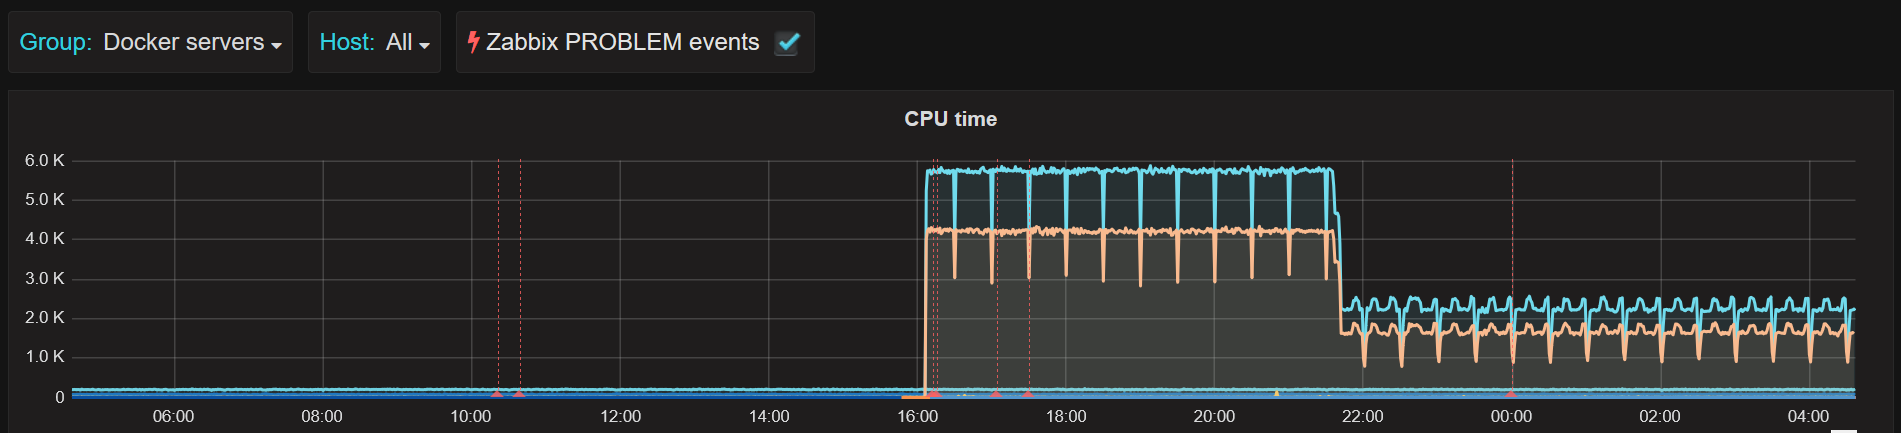 Group: Docker servers
Host: All
Zabbix PROBLEM events
CPU time
6.0 K
5.0 K
4.0 K
3.0 K
2.0 K
1.0 K
0
06:00 08:00 10:00 12:00 14:00 16:00 18:00 20:00 22:00 00:00 02:00 04:00